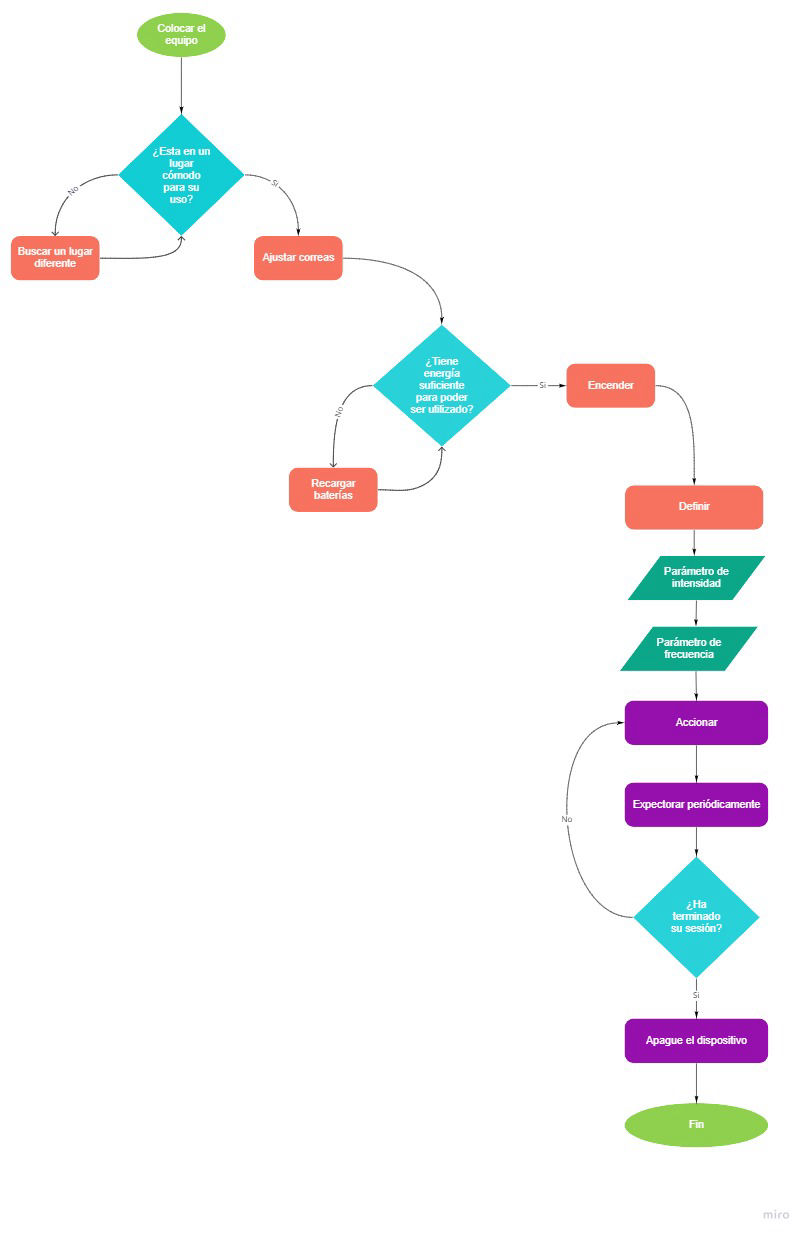 Colocar el
equipo
¿Esta en un
lugar
cómodo
para su
uso?
No
Si
Buscar un lugar
diferente
Ajustar correas
¿Tiene
energía
suficiente
para poder
ser utilizado?
Si
Encender
No
Recargar
baterías
Definir
Parámetro de
intensidad
Parámetro de
frecuencia
Accionar
Expectorar periódicamente
No
¿Ha
terminado
su sesión?
Si
Apague el dispositivo
Fin
miro